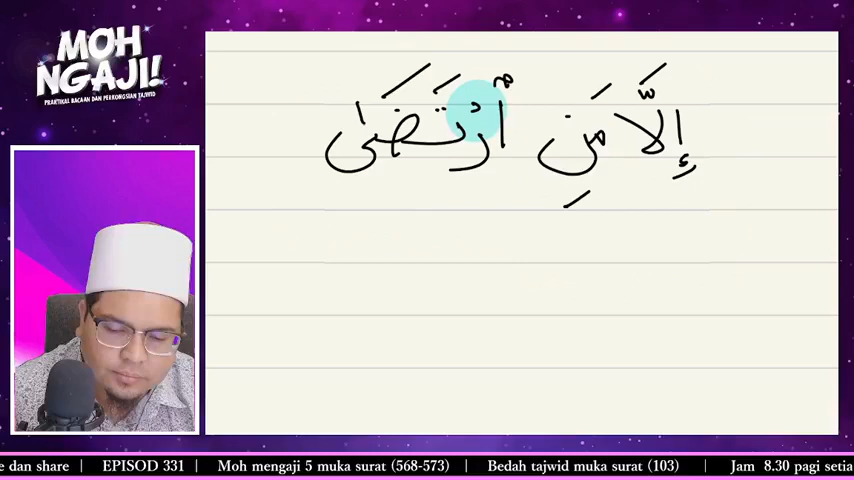 MOH
NGAJI!
PRAKTIKAL BACAAN DAN PERKONGSIAN TAJWID
إِلَّا مَنِ ٱرْتَضَىٰ
e dan share | EPISOD 331 | Moh mengaji 5 muka surat (568-573) | Bedah tajwid muka surat (103) | Jam 8.30 pagi setia